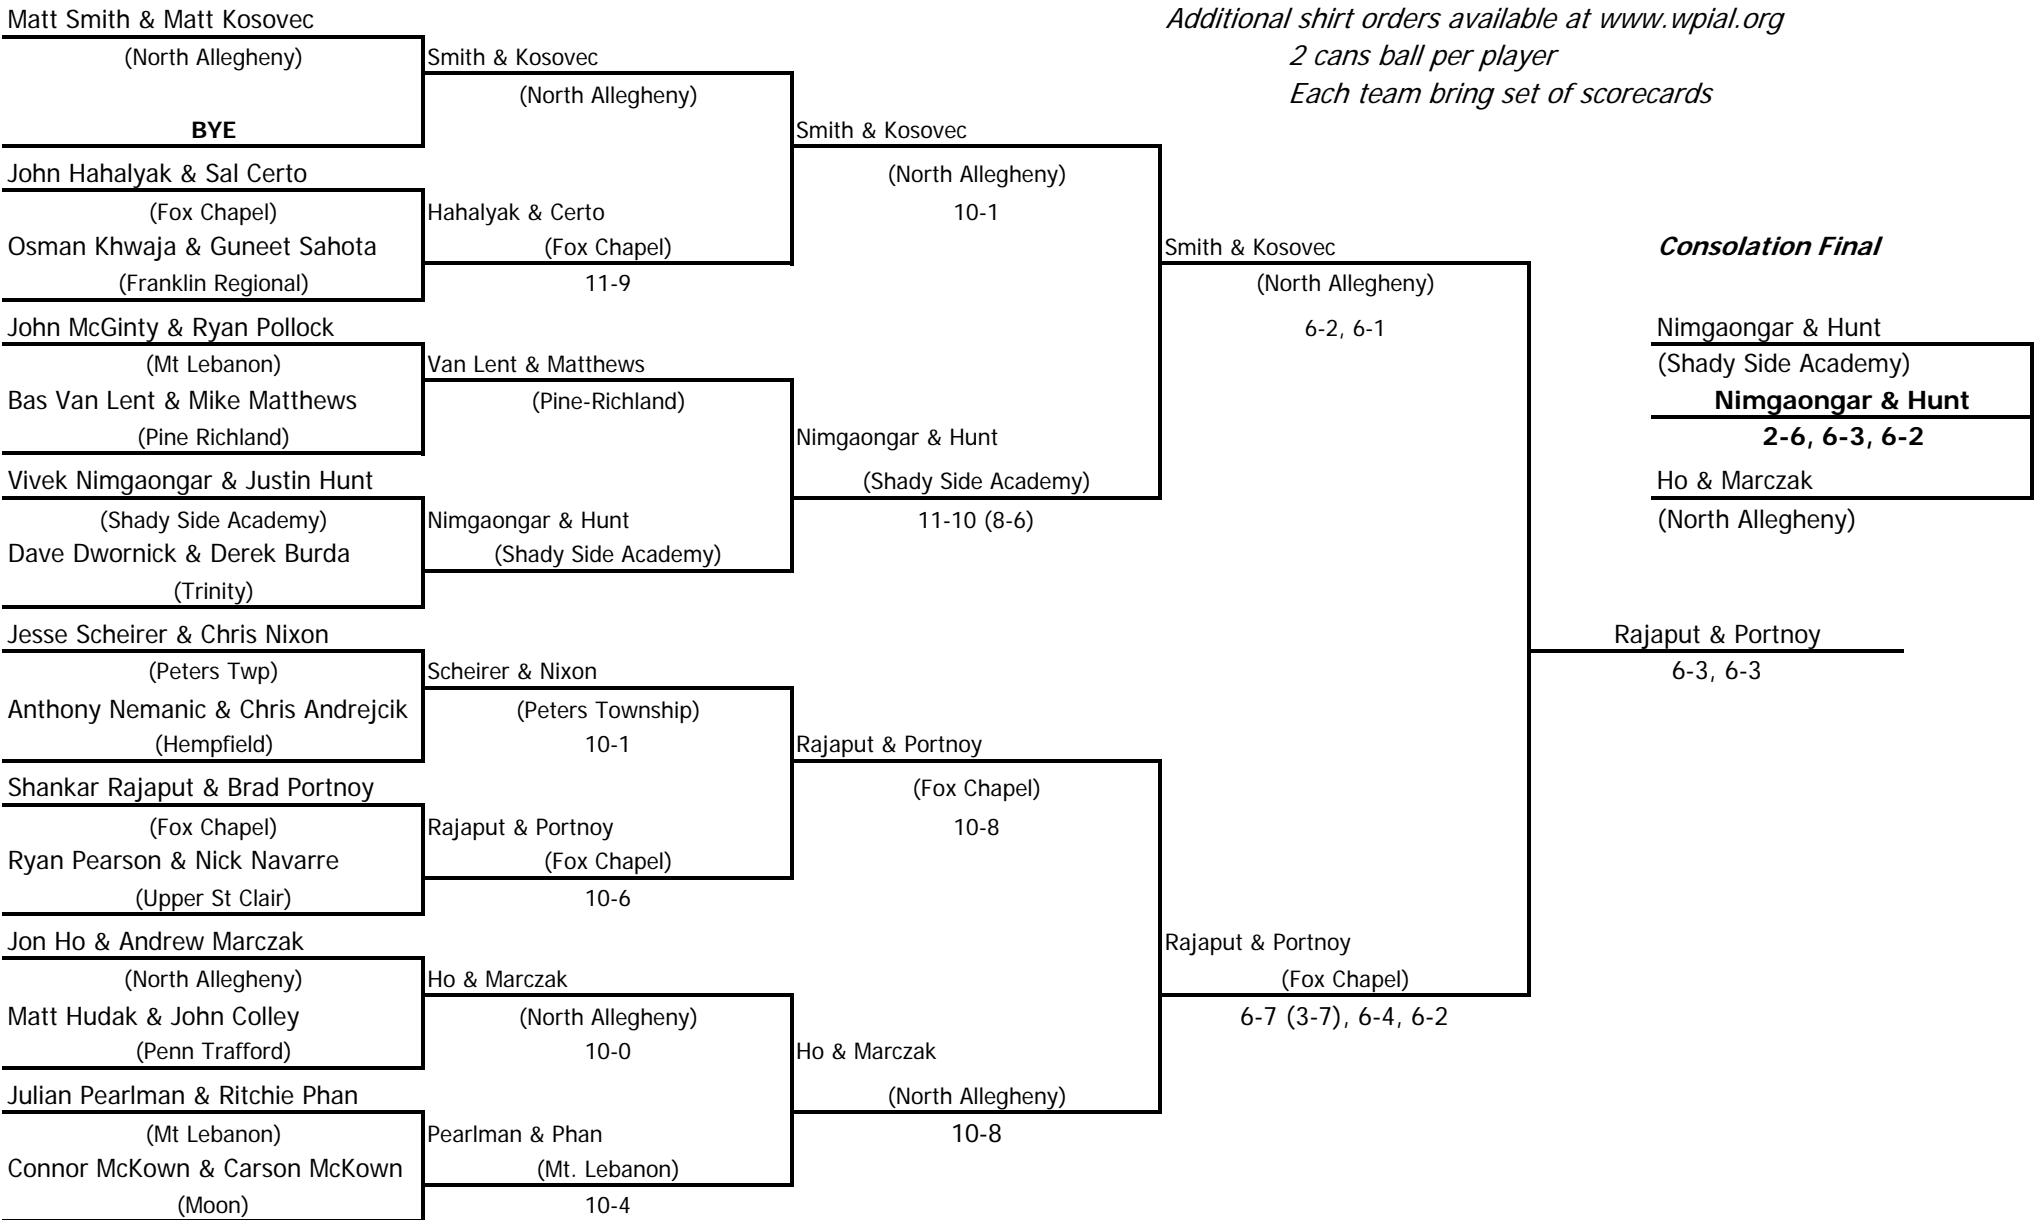 Matt Smith & Matt Kosovec
(North Allegheny)
BYE
John Hahalyak & Sal Certo
(Fox Chapel)
Osman Khwaja & Guneet Sahota
(Franklin Regional)
John McGinty & Ryan Pollock
(Mt Lebanon)
Bas Van Lent & Mike Matthews
(Pine Richland)
Vivek Nimgaongar & Justin Hunt
(Shady Side Academy)
Dave Dwornick & Derek Burda
(Trinity)
Jesse Scheirer & Chris Nixon
(Peters Twp)
Anthony Nemanic & Chris Andrejcik
(Hempfield)
Shankar Rajaput & Brad Portnoy
(Fox Chapel)
Ryan Pearson & Nick Navarre
(Upper St Clair)
Jon Ho & Andrew Marczak
(North Allegheny)
Matt Hudak & John Colley
(Penn Trafford)
Julian Pearlman & Ritchie Phan
(Mt Lebanon)
Connor McKown & Carson McKown
(Moon)
Smith & Kosovec
(North Allegheny)
Hahalyak & Certo
(Fox Chapel)
11-9
Van Lent & Matthews
(Pine-Richland)
Nimgaongar & Hunt
(Shady Side Academy)
Scheirer & Nixon
(Peters Township)
10-1
Rajaput & Portnoy
(Fox Chapel)
10-6
Ho & Marczak
(North Allegheny)
10-0
Pearlman & Phan
(Mt. Lebanon)
10-4
Smith & Kosovec
(North Allegheny)
10-1
Nimgaongar & Hunt
(Shady Side Academy)
11-10 (8-6)
Rajaput & Portnoy
(Fox Chapel)
10-8
Ho & Marczak
(North Allegheny)
10-8
Smith & Kosovec
(North Allegheny)
6-2, 6-1
Rajaput & Portnoy
(Fox Chapel)
6-7 (3-7), 6-4, 6-2
Rajaput & Portnoy
6-3, 6-3
Additional shirt orders available at www.wpial.org
2 cans ball per player
Each team bring set of scorecards
Consolation Final
Nimgaongar & Hunt
(Shady Side Academy)
Nimgaongar & Hunt
2-6, 6-3, 6-2
Ho & Marczak
(North Allegheny)